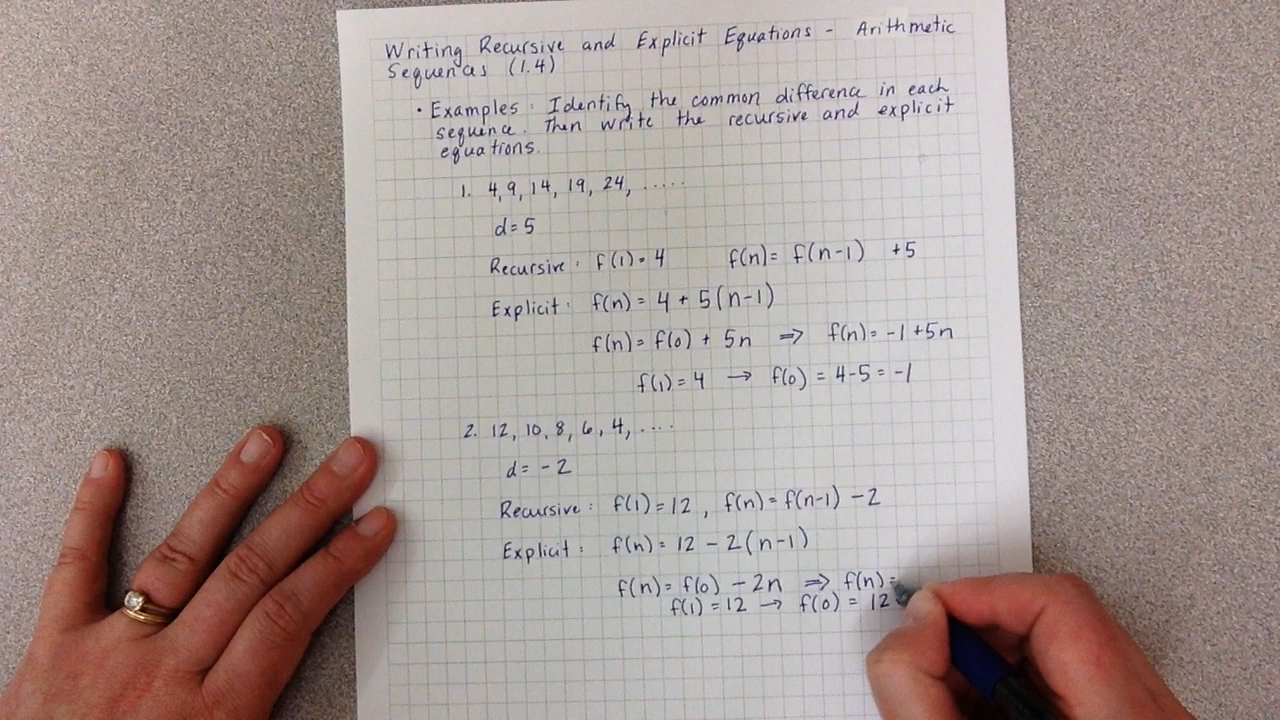 Writing Recursive and Explicit Equations - Arithmetic
Sequences (1.4)
• Examples: Identify the common difference in each
sequence. Then write the recursive and explicit
equations.
1. 4, 9, 14, 19, 24, .....
d = 5
Recursive: f(1) = 4 f(n) = f(n-1) +5
Explicit: f(n) = 4 + 5(n-1)
f(n) = f(0) + 5n ⇒ f(n) = -1 +5n
f(1) = 4 → f(0) = 4-5 = -1
2. 12, 10, 8, 6, 4, ....
d = -2
Recursive: f(1) = 12, f(n) = f(n-1) -2
Explicit: f(n) = 12 - 2(n-1)
f(n) = f(0) - 2n ⇒ f(n) =
f(1) = 12 → f(0) = 12